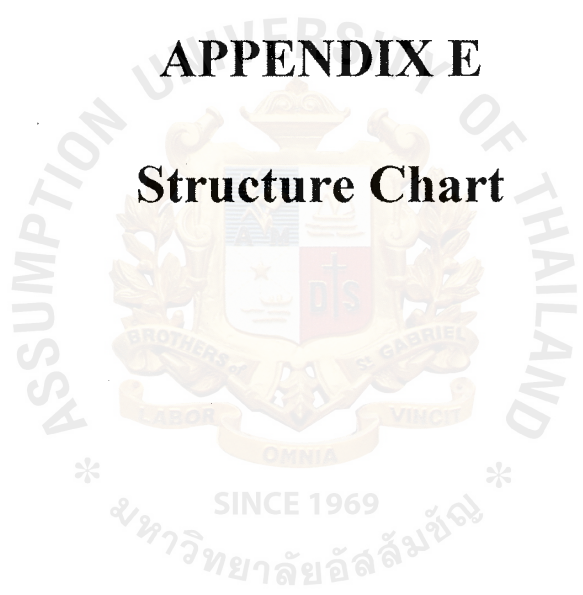 APPENDIX E
Structure Chart
ASSUMPTION UNIVERSITY OF THAILAND
A M
D S
BROTHERS of ST GABRIEL
LABOR VINCIT
OMNIA
SINCE 1969
* มหาวิทยาลัยอัสสัมชัญ *